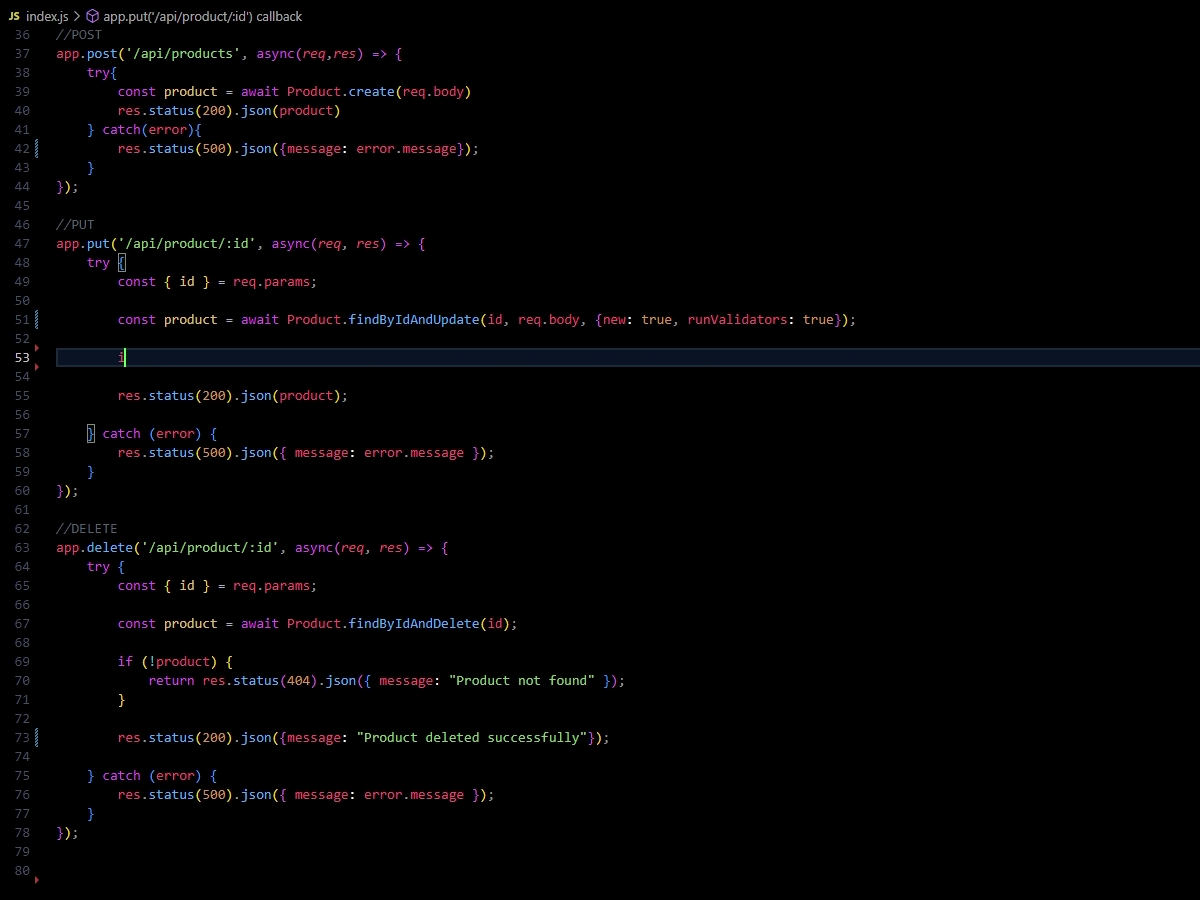 JS index.js > app.put('/api/product/:id') callback
36 //POST
37 app.post('/api/products', async(req,res) => {
38 try{
39 const product = await Product.create(req.body)
40 res.status(200).json(product)
41 } catch(error){
42 res.status(500).json({message: error.message});
43 }
44 });
45
46 //PUT
47 app.put('/api/product/:id', async(req, res) => {
48 try {
49 const { id } = req.params;
50
51 const product = await Product.findByIdAndUpdate(id, req.body, {new: true, runValidators: true});
52
53 i
54
55 res.status(200).json(product);
56
57 } catch (error) {
58 res.status(500).json({ message: error.message });
59 }
60 });
61
62 //DELETE
63 app.delete('/api/product/:id', async(req, res) => {
64 try {
65 const { id } = req.params;
66
67 const product = await Product.findByIdAndDelete(id);
68
69 if (!product) {
70 return res.status(404).json({ message: "Product not found" });
71 }
72
73 res.status(200).json({message: "Product deleted successfully"});
74
75 } catch (error) {
76 res.status(500).json({ message: error.message });
77 }
78 });
79
80